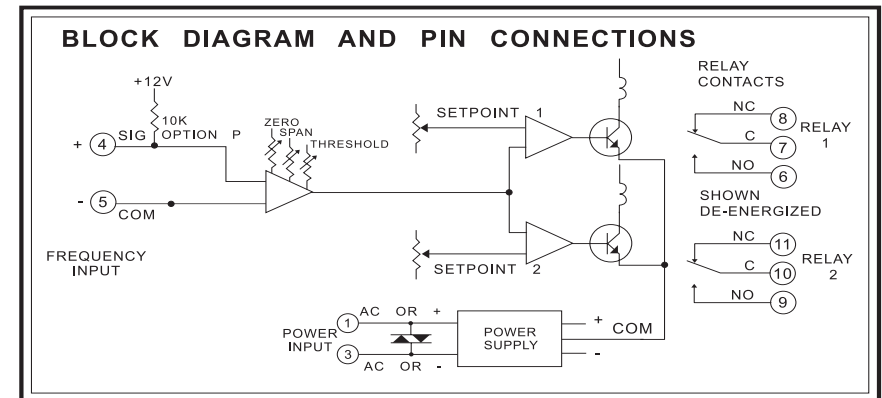 BLOCK DIAGRAM AND PIN CONNECTIONS
+12V
10K
OPTION P
+ 4 SIG
- 5 COM
FREQUENCY
INPUT
ZERO
SPAN
THRESHOLD
SETPOINT 1
SETPOINT 2
POWER
INPUT
1 AC OR +
3 AC OR -
POWER
SUPPLY
+
COM
-
RELAY
CONTACTS
NC 8
C 7
NO 6
RELAY
1
SHOWN
DE-ENERGIZED
NC 11
C 10
NO 9
RELAY
2